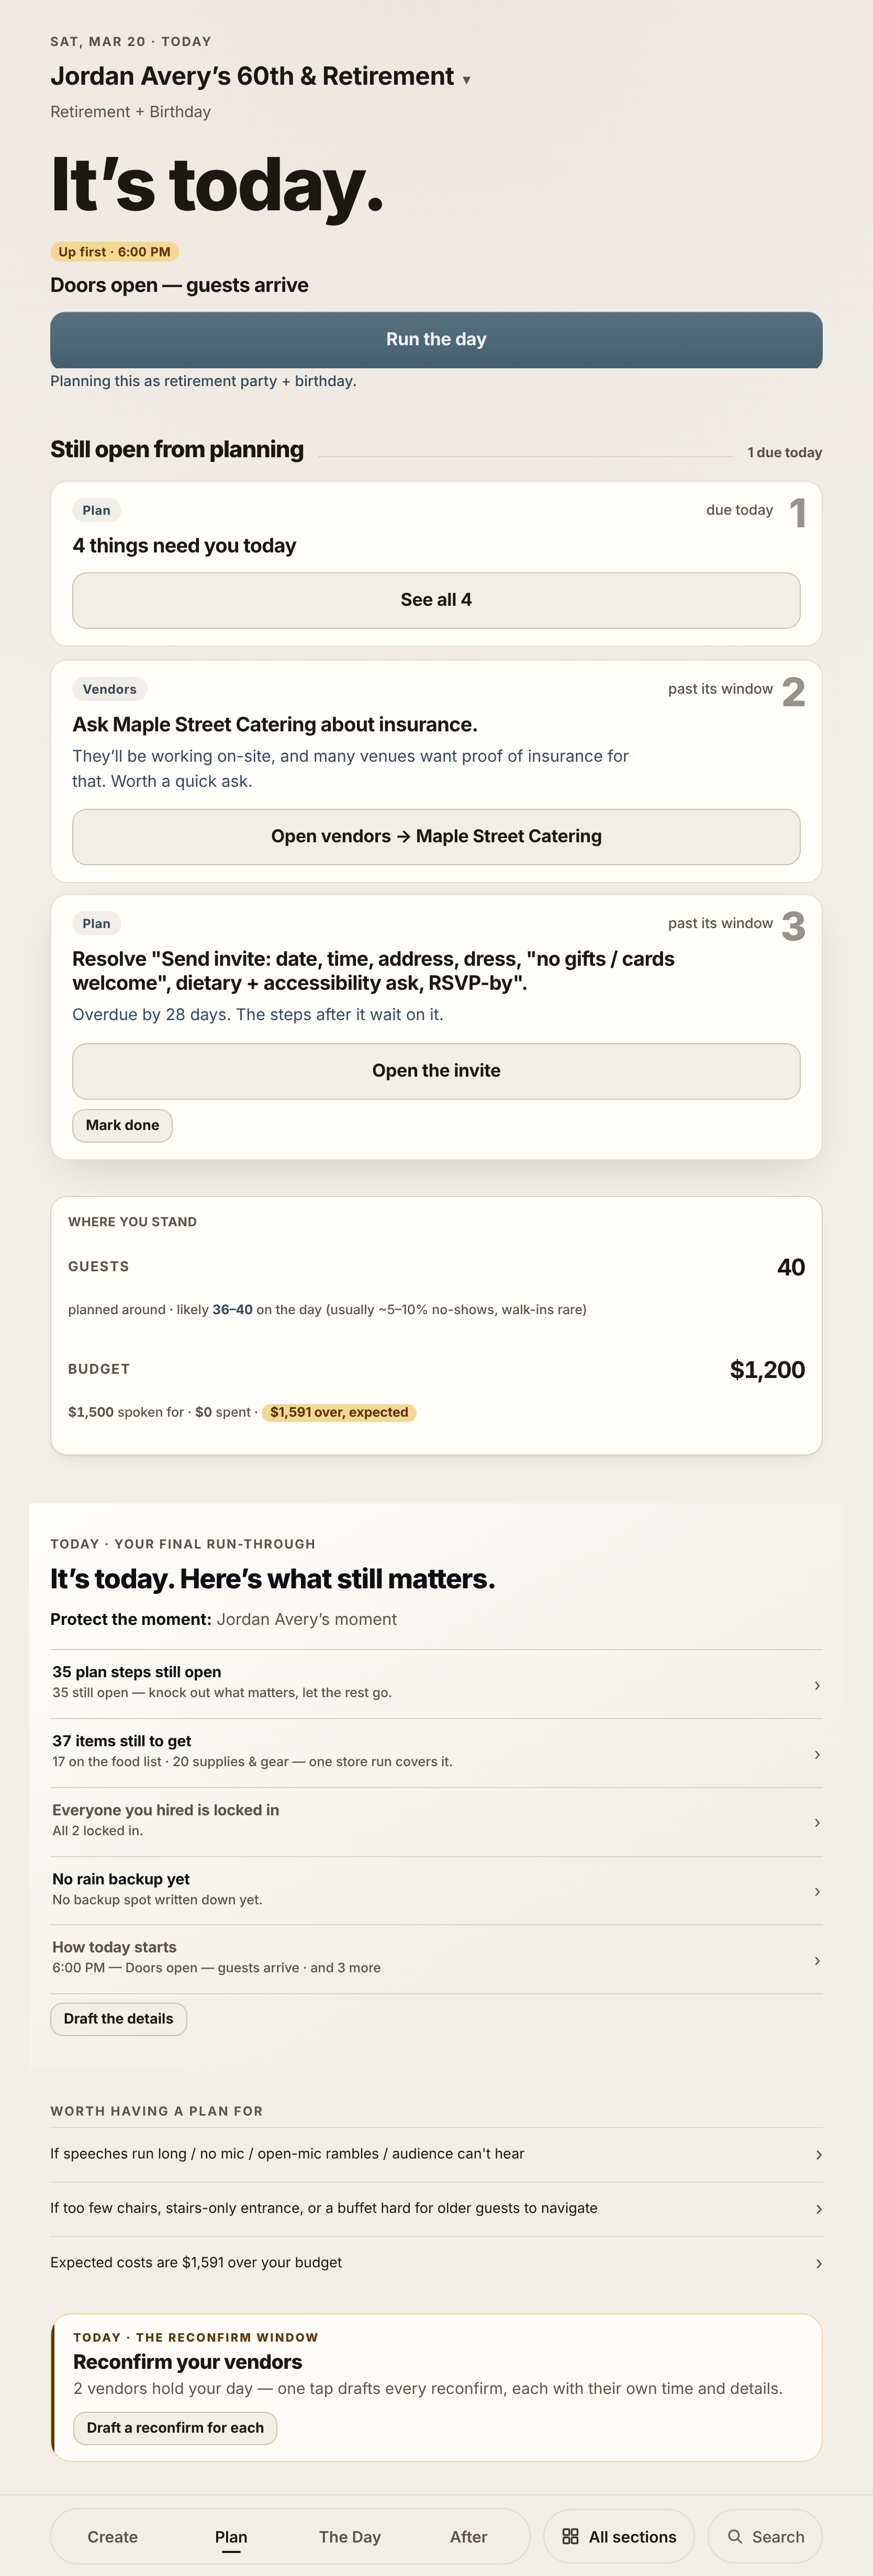 SAT, MAR 20 · TODAY
Jordan Avery’s 60th & Retirement ▾
Retirement + Birthday
It’s today.
Up first · 6:00 PM
Doors open — guests arrive
Run the day
Planning this as retirement party + birthday.
Still open from planning
1 due today
Plan
due today 1
4 things need you today
See all 4
Vendors
past its window 2
Ask Maple Street Catering about insurance.
They’ll be working on-site, and many venues want proof of insurance for
that. Worth a quick ask.
Open vendors → Maple Street Catering
Plan
past its window 3
Resolve "Send invite: date, time, address, dress, "no gifts / cards
welcome", dietary + accessibility ask, RSVP-by".
Overdue by 28 days. The steps after it wait on it.
Open the invite
Mark done
WHERE YOU STAND
GUESTS 40
planned around · likely 36–40 on the day (usually ~5–10% no-shows, walk-ins rare)
BUDGET $1,200
$1,500 spoken for · $0 spent · $1,591 over, expected
TODAY · YOUR FINAL RUN-THROUGH
It’s today. Here’s what still matters.
Protect the moment: Jordan Avery’s moment
35 plan steps still open
35 still open — knock out what matters, let the rest go.
37 items still to get
17 on the food list · 20 supplies & gear — one store run covers it.
Everyone you hired is locked in
All 2 locked in.
No rain backup yet
No backup spot written down yet.
How today starts
6:00 PM — Doors open — guests arrive · and 3 more
Draft the details
WORTH HAVING A PLAN FOR
If speeches run long / no mic / open-mic rambles / audience can't hear
If too few chairs, stairs-only entrance, or a buffet hard for older guests to navigate
Expected costs are $1,591 over your budget
TODAY · THE RECONFIRM WINDOW
Reconfirm your vendors
2 vendors hold your day — one tap drafts every reconfirm, each with their own time and details.
Draft a reconfirm for each
Create Plan The Day After All sections Search